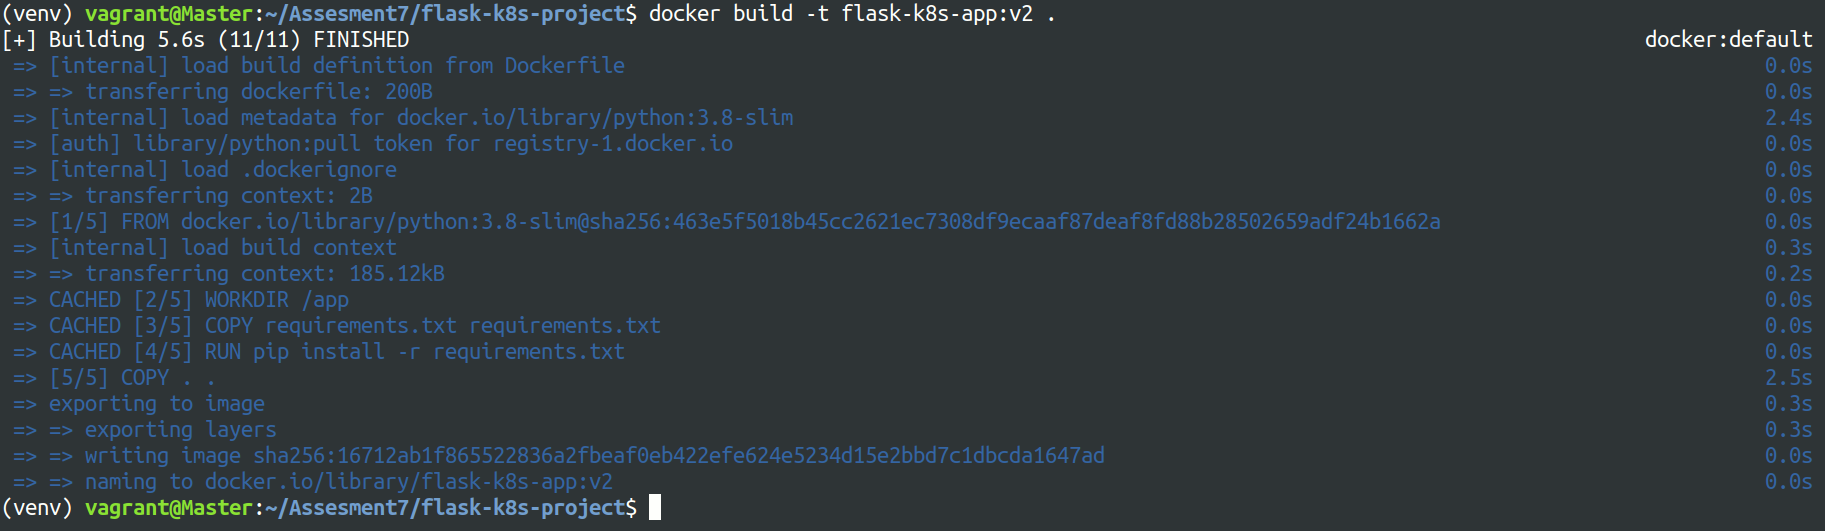 (venv) vagrant@Master:~/Assesment7/flask-k8s-project$ docker build -t flask-k8s-app:v2 .
[+] Building 5.6s (11/11) FINISHED docker:default
=> [internal] load build definition from Dockerfile 0.0s
=> => transferring dockerfile: 200B 0.0s
=> [internal] load metadata for docker.io/library/python:3.8-slim 2.4s
=> [auth] library/python:pull token for registry-1.docker.io 0.0s
=> [internal] load .dockerignore 0.0s
=> => transferring context: 2B 0.0s
=> [1/5] FROM docker.io/library/python:3.8-slim@sha256:463e5f5018b45cc2621ec7308df9ecaaf87deaf8fd88b28502659adf24b1662a 0.0s
=> [internal] load build context 0.3s
=> => transferring context: 185.12kB 0.2s
=> CACHED [2/5] WORKDIR /app 0.0s
=> CACHED [3/5] COPY requirements.txt requirements.txt 0.0s
=> CACHED [4/5] RUN pip install -r requirements.txt 0.0s
=> [5/5] COPY . . 2.5s
=> exporting to image 0.3s
=> => exporting layers 0.3s
=> => writing image sha256:16712ab1f865522836a2fbeaf0eb422efe624e5234d15e2bbd7c1dbcda1647ad 0.0s
=> => naming to docker.io/library/flask-k8s-app:v2 0.0s
(venv) vagrant@Master:~/Assesment7/flask-k8s-project$